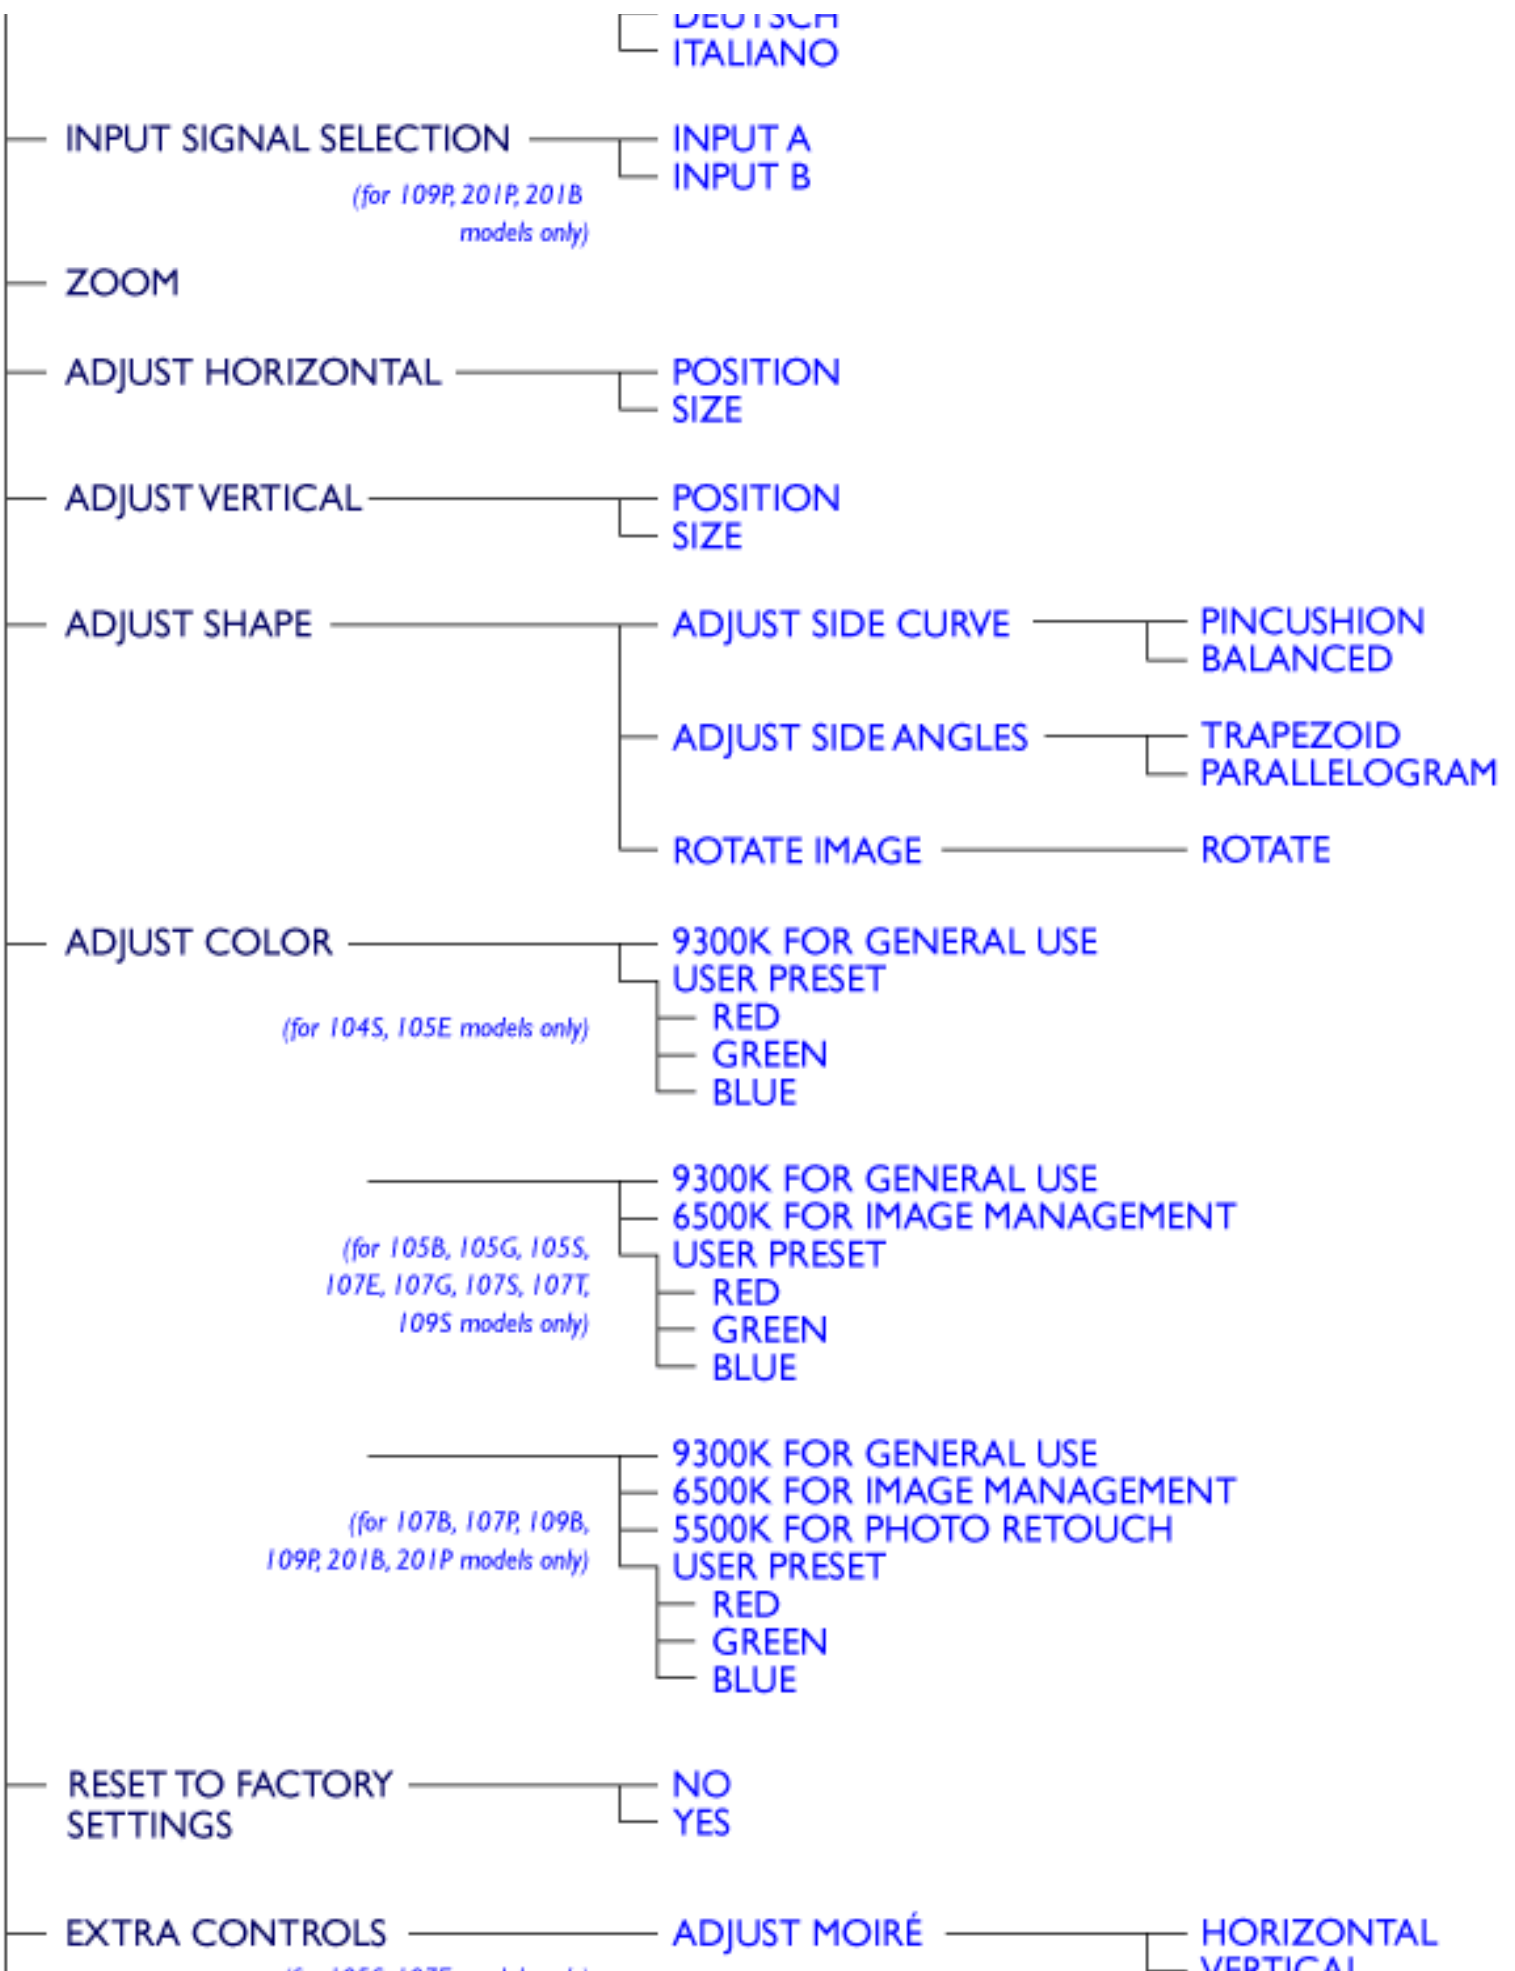 DEUTSCH
ITALIANO
INPUT SIGNAL SELECTION
INPUT A
INPUT B
(for 109P, 201P, 201B
models only)
ZOOM
ADJUST HORIZONTAL
POSITION
SIZE
ADJUST VERTICAL
POSITION
SIZE
ADJUST SHAPE
ADJUST SIDE CURVE
PINCUSHION
BALANCED
ADJUST SIDE ANGLES
TRAPEZOID
PARALLELOGRAM
ROTATE IMAGE
ROTATE
ADJUST COLOR
9300K FOR GENERAL USE
USER PRESET
(for 104S, 105E models only)
RED
GREEN
BLUE
9300K FOR GENERAL USE
6500K FOR IMAGE MANAGEMENT
USER PRESET
(for 105B, 105G, 105S,
107E, 107G, 107S, 107T,
109S models only)
RED
GREEN
BLUE
9300K FOR GENERAL USE
6500K FOR IMAGE MANAGEMENT
5500K FOR PHOTO RETOUCH
USER PRESET
(for 107B, 107P, 109B,
109P, 201B, 201P models only)
RED
GREEN
BLUE
RESET TO FACTORY
SETTINGS
NO
YES
EXTRA CONTROLS
ADJUST MOIRÉ
HORIZONTAL
VERTICAL